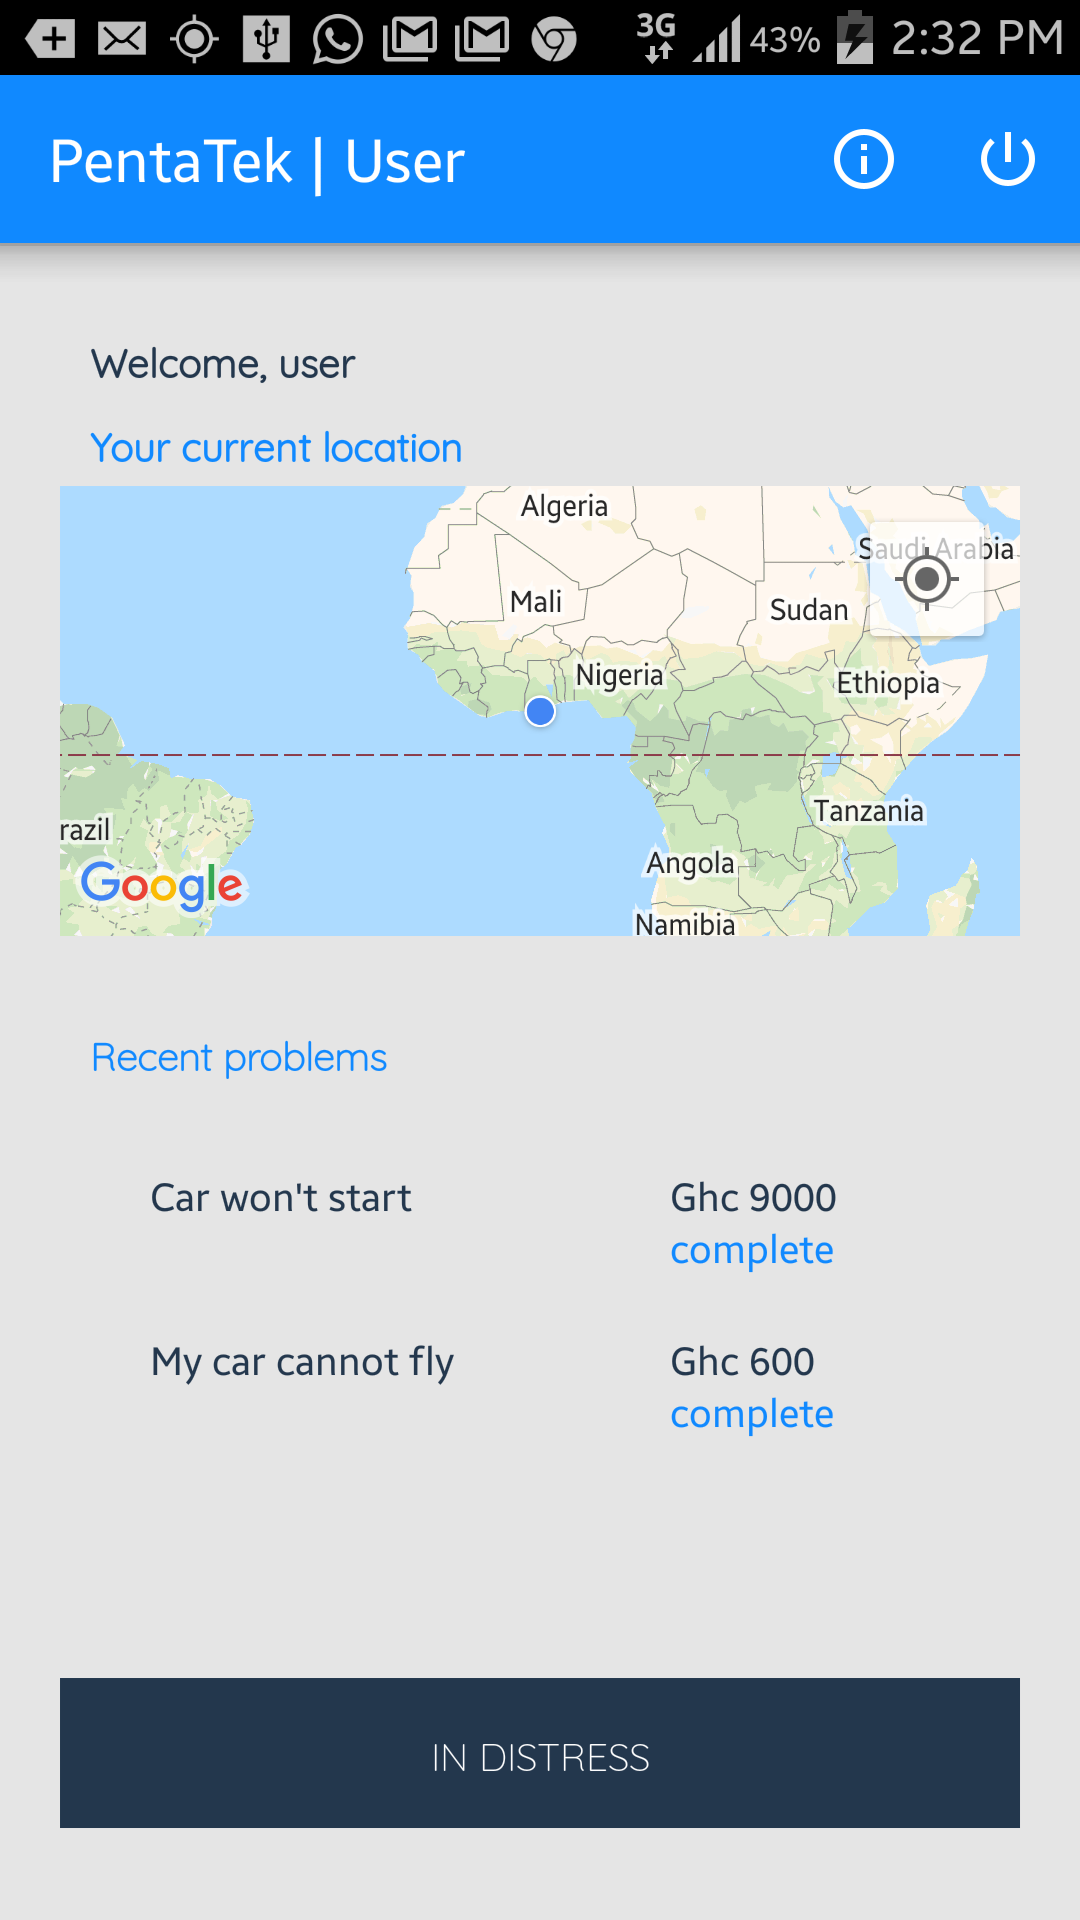 3G 43% 2:32 PM
PentaTek | User
Welcome, user
Your current location
Algeria
Saudi Arabia
Mali
Sudan
Nigeria
Ethiopia
Tanzania
razil
Angola
Google
Namibia
Recent problems
Car won't start Ghc 9000
complete
My car cannot fly Ghc 600
complete
IN DISTRESS